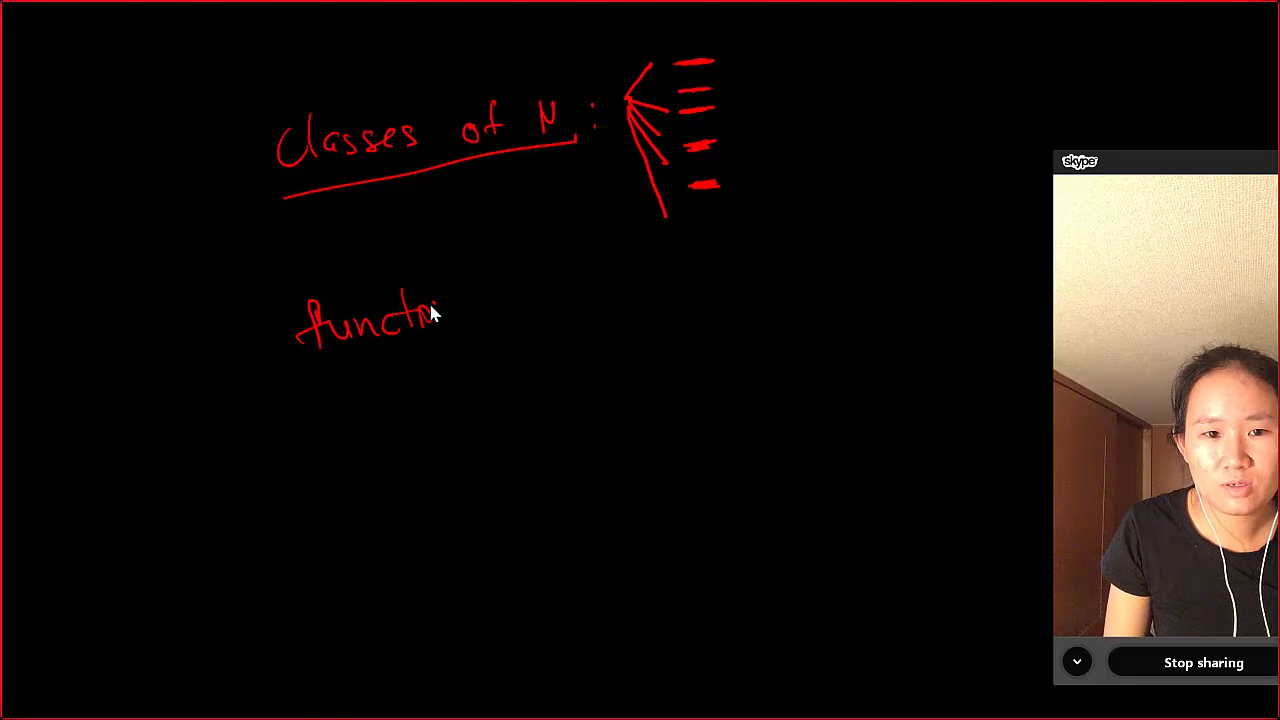 Classes of N :
functi
skype
Stop sharing